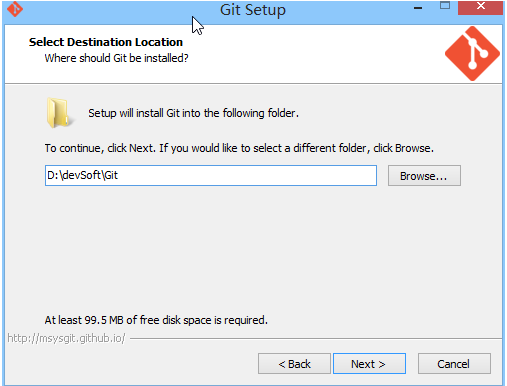 Git Setup
Select Destination Location
Where should Git be installed?
Setup will install Git into the following folder.
To continue, click Next. If you would like to select a different folder, click Browse.
D:\devSoft\Git
Browse...
At least 99.5 MB of free disk space is required.
http://msysgit.github.io/
< Back
Next >
Cancel